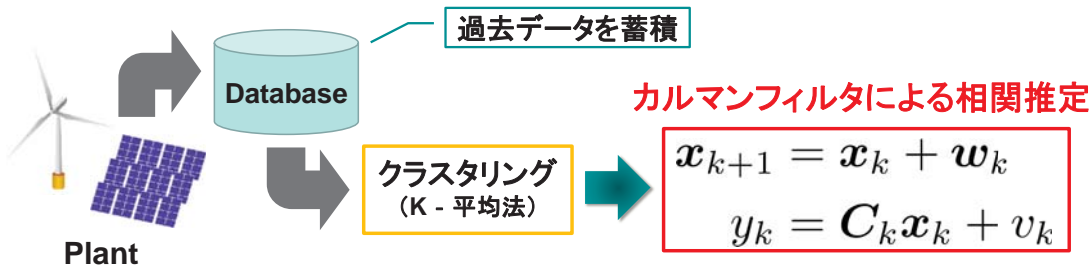 過去データを蓄積
Database
カルマンフィルタによる相関推定
クラスタリング
（K - 平均法）
x_{k+1} = x_k + w_k
y_k = C_k x_k + v_k
Plant